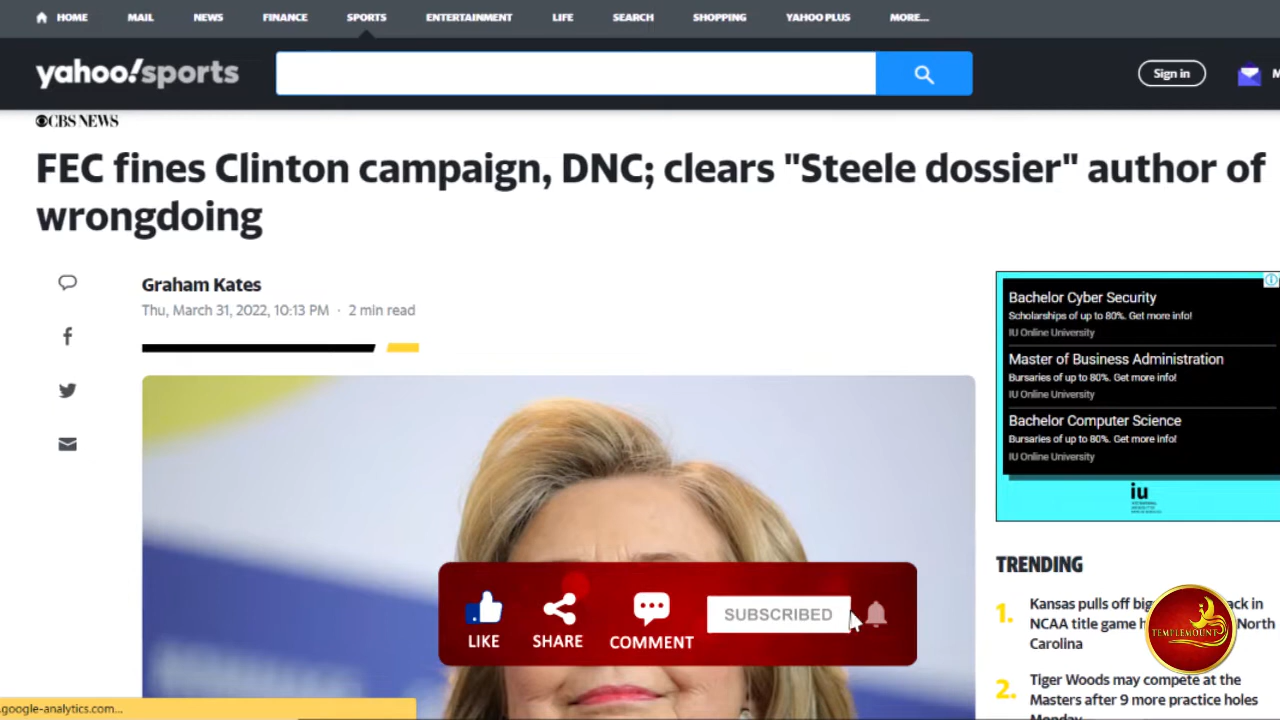 HOME MAIL NEWS FINANCE SPORTS ENTERTAINMENT LIFE SEARCH SHOPPING YAHOO PLUS MORE...
yahoo!sports
Sign in
M
CBS NEWS
FEC fines Clinton campaign, DNC; clears "Steele dossier" author of
wrongdoing
Graham Kates
Thu, March 31, 2022, 10:13 PM · 2 min read
Bachelor Cyber Security
Scholarships of up to 80%. Get more info!
IU Online University
Master of Business Administration
Bursaries of up to 80%. Get more info!
IU Online University
Bachelor Computer Science
Bursaries of up to 80%. Get more info!
IU Online University
iu
TRENDING
1. Kansas pulls off big ack in
NCAA title game North
Carolina
2. Tiger Woods may compete at the
Masters after 9 more practice holes
Monday
LIKE SHARE COMMENT SUBSCRIBED
TEMPLEMOUNT
.google-analytics.com...